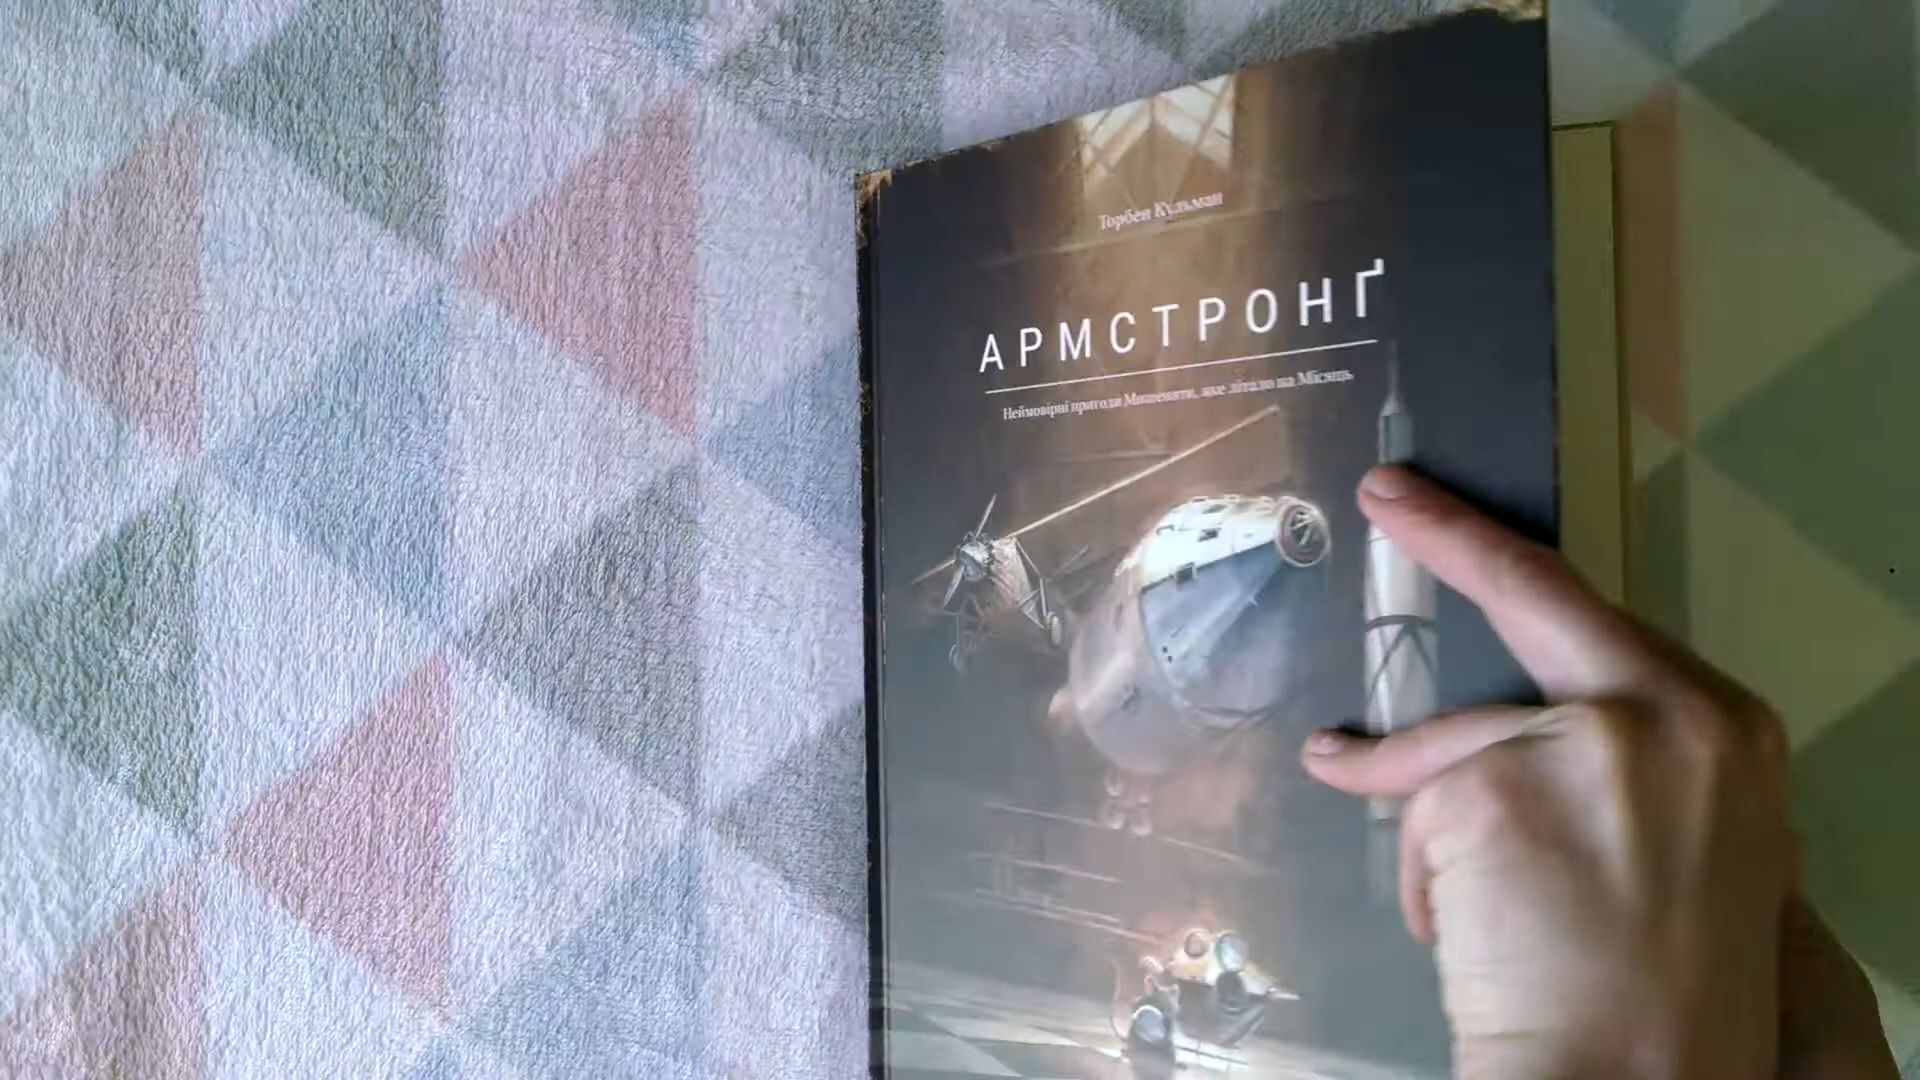 Торбен Кульман
АРМСТРОНҐ
Неймовірні пригоди Мишеняти, яке літало на Місяць